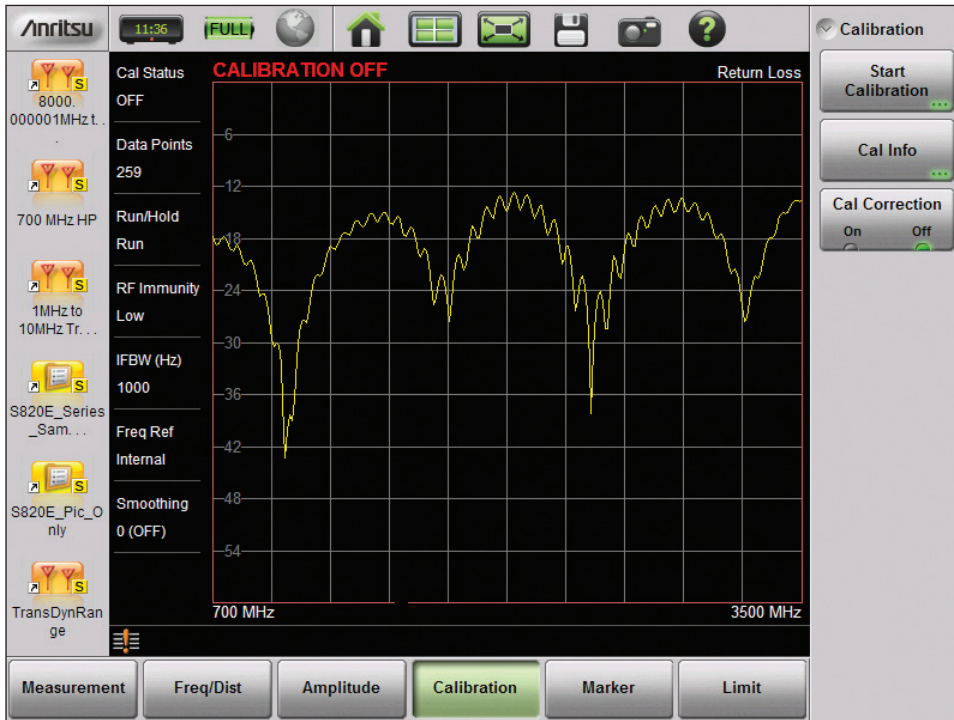 Anritsu
11:36
FULL
?
8000.
000001MHz t. .
.
700 MHz HP
1MHz to
10MHz Tr. . .
S820E_Series
_Sam. . .
S820E_Pic_O
nly
TransDynRan
ge
S
S
S
S
S
S
Cal Status
OFF
Data Points
259
Run/Hold
Run
RF Immunity
Low
IFBW (Hz)
1000
Freq Ref
Internal
Smoothing
0 (OFF)
CALIBRATION OFF
Return Loss
-6
-12
-18
-24
-30
-36
-42
-48
-54
700 MHz
3500 MHz
Calibration
Start
Calibration
Cal Info
Cal Correction
On Off
Measurement
Freq/Dist
Amplitude
Calibration
Marker
Limit